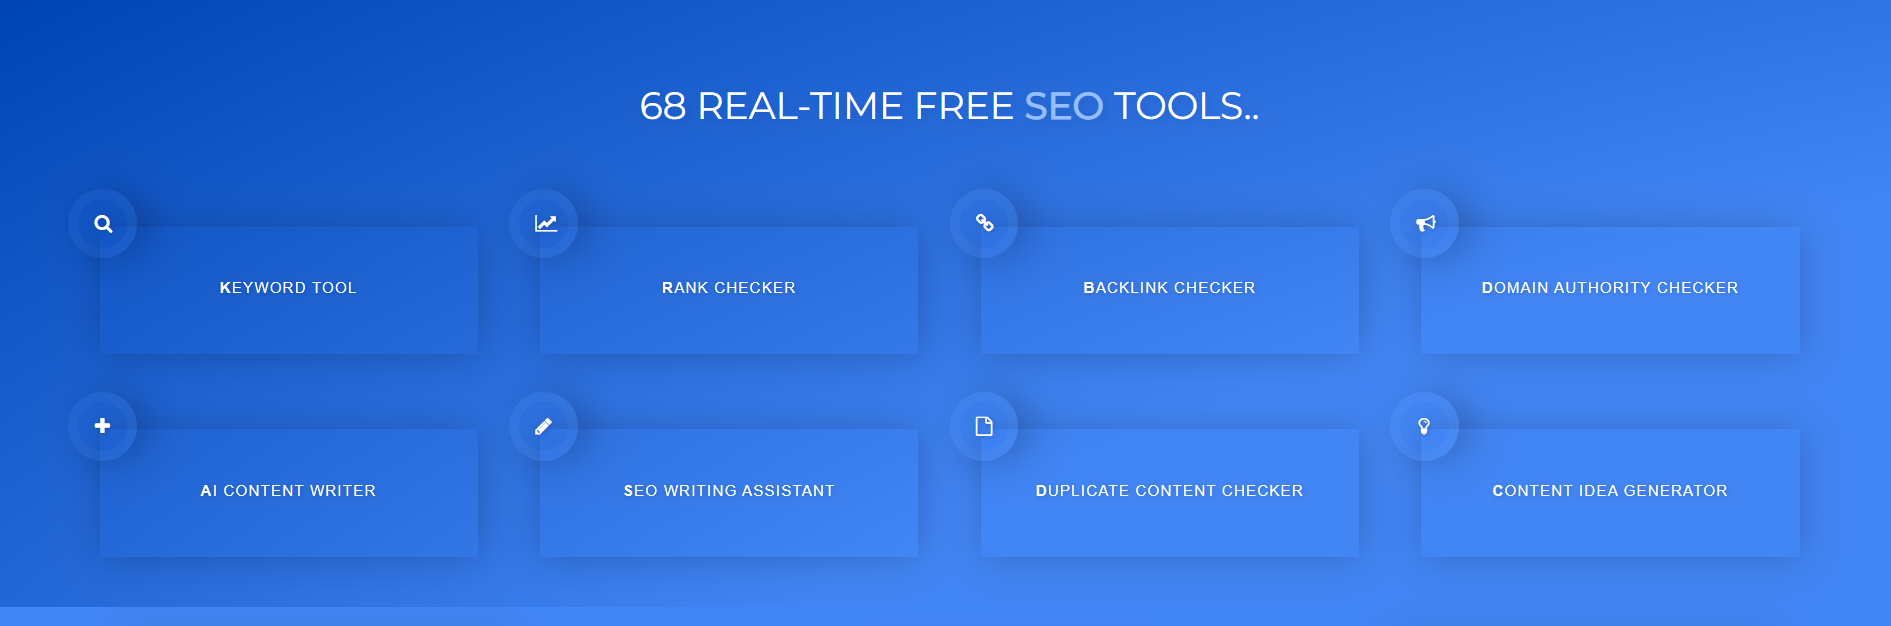 68 REAL-TIME FREE SEO TOOLS..
KEYWORD TOOL
RANK CHECKER
BACKLINK CHECKER
DOMAIN AUTHORITY CHECKER
AI CONTENT WRITER
SEO WRITING ASSISTANT
DUPLICATE CONTENT CHECKER
CONTENT IDEA GENERATOR